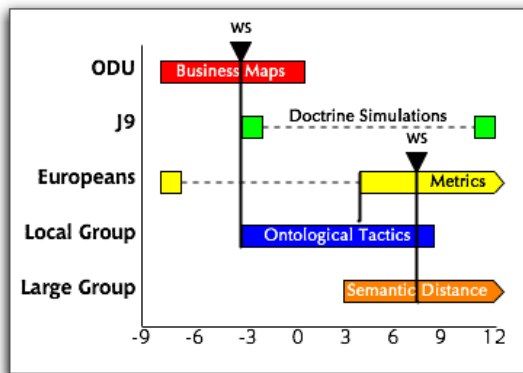 WS
ODU Business Maps
J9 Doctrine Simulations
WS
Europeans Metrics
Local Group Ontological Tactics
Large Group Semantic Distance
-9 -6 -3 0 3 6 9 12